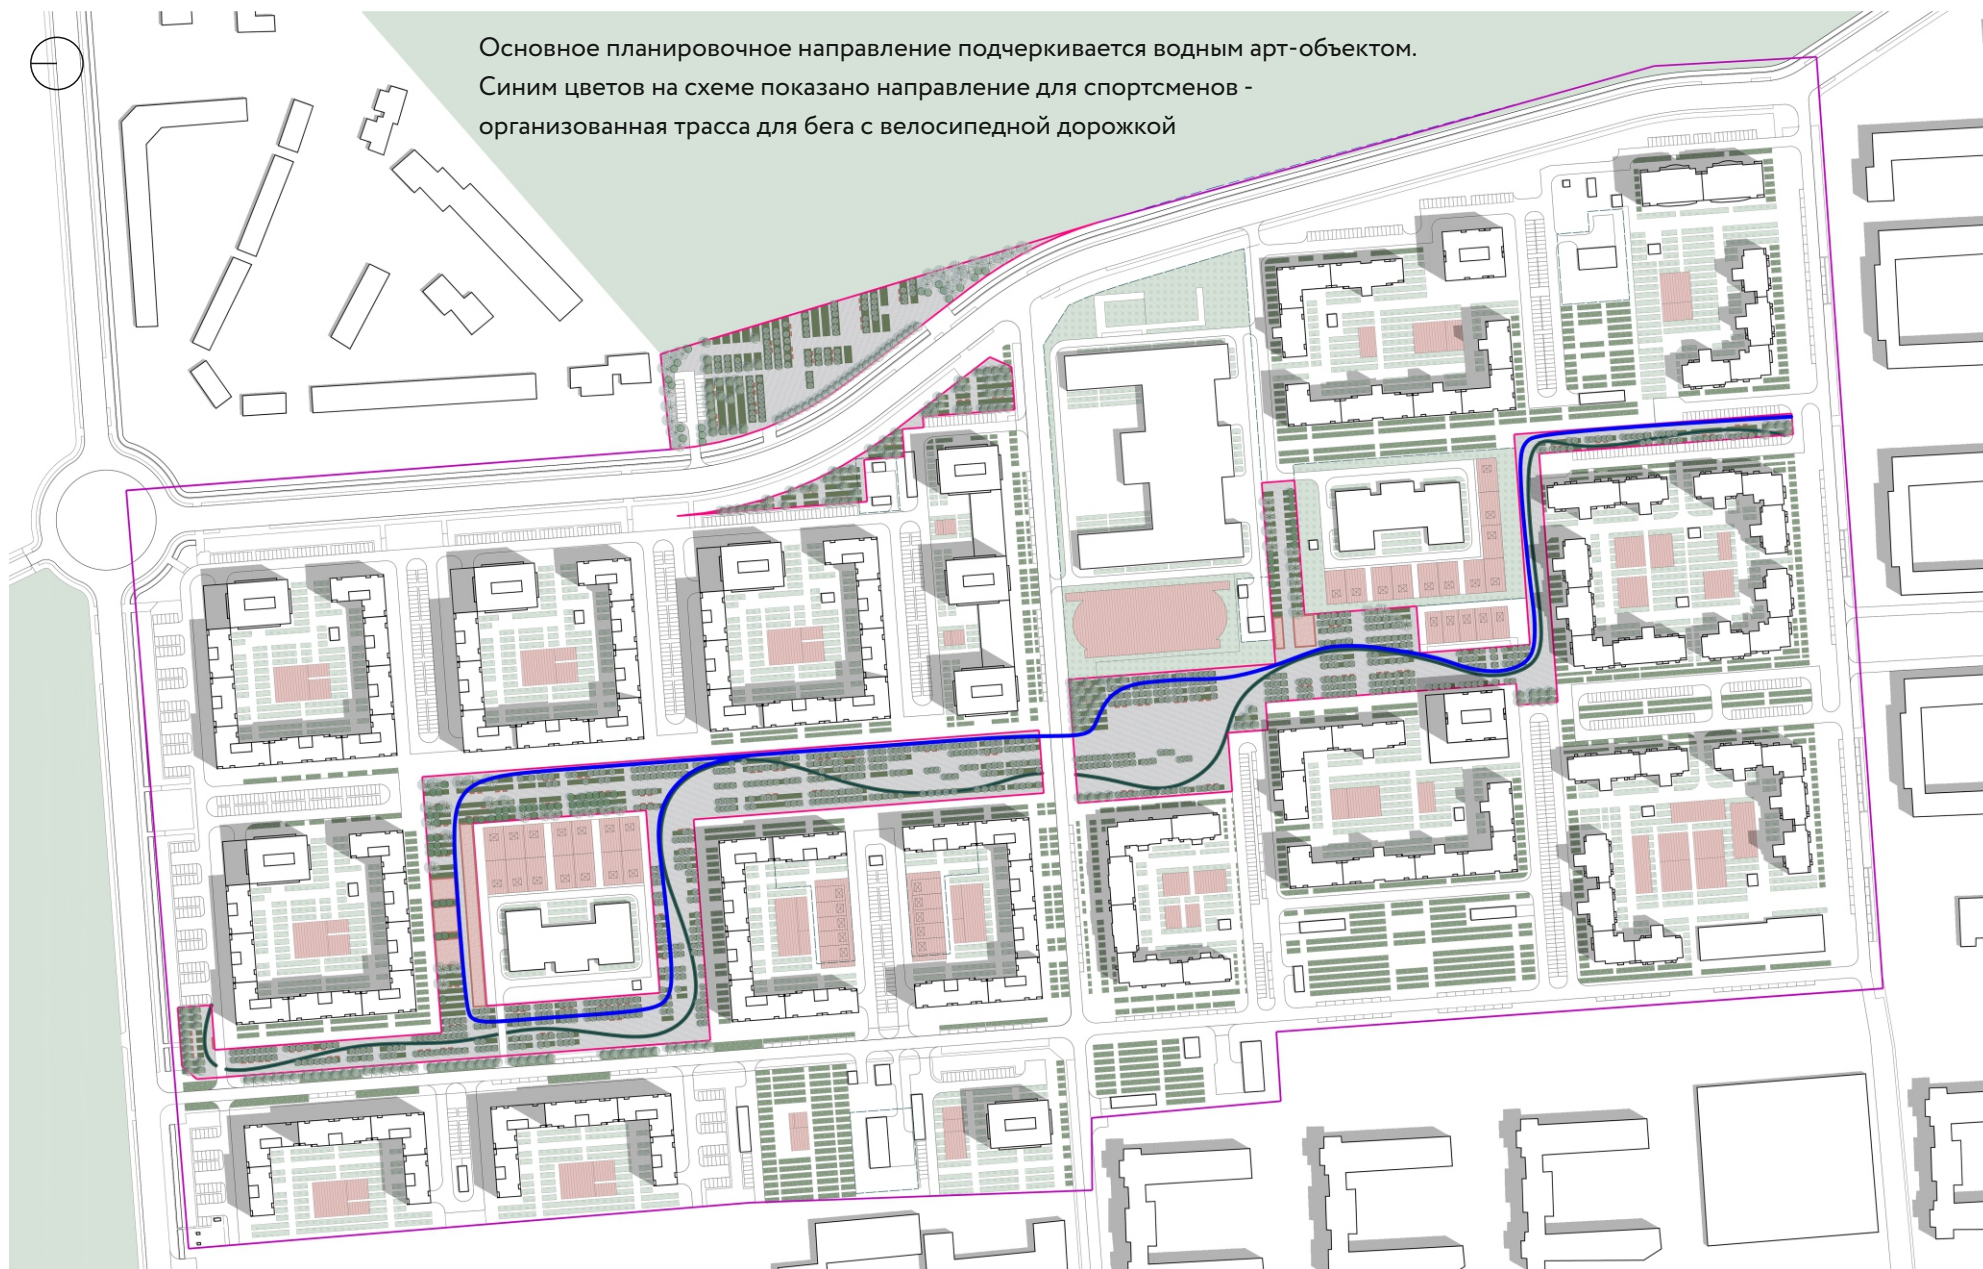 Основное планировочное направление подчеркивается водным арт-объектом.
Синим цветов на схеме показано направление для спортсменов -
организованная трасса для бега с велосипедной дорожкой